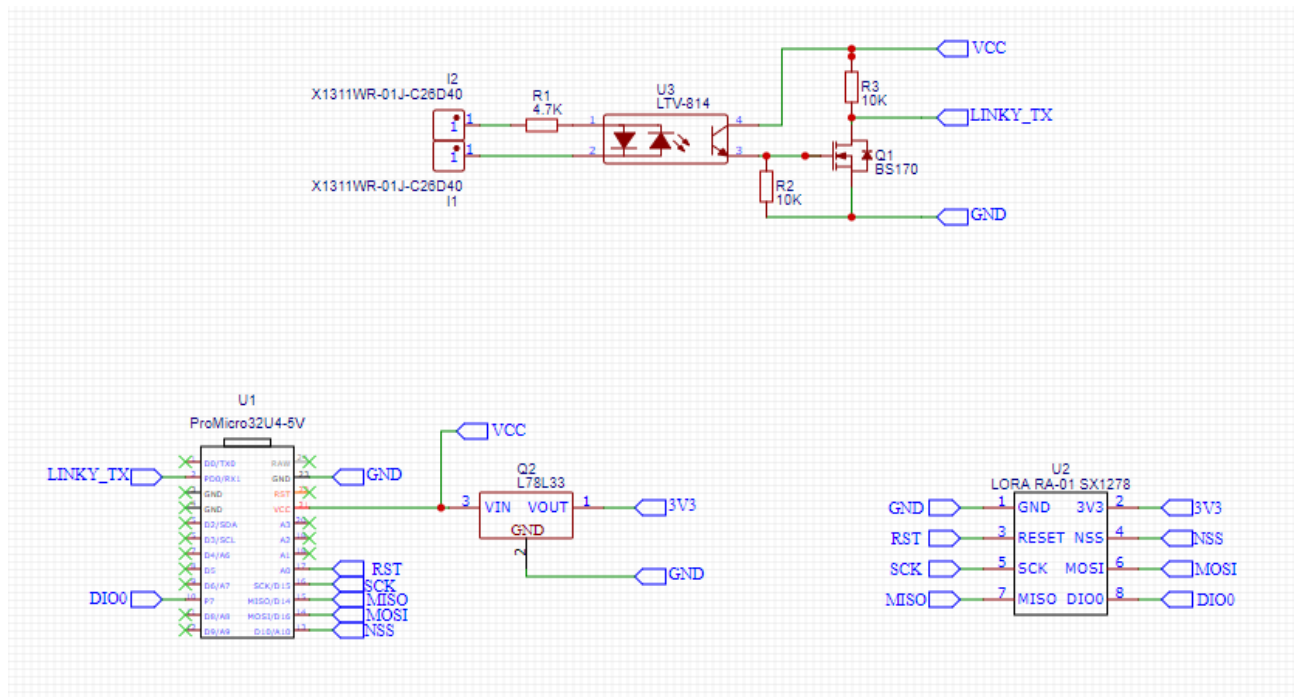 VCC
I2
X1311WR-01J-C26D40
1
1
R1
4.7K
U3
LTV-814
1
4
R3
10K
LINKY_TX
1
1
2
3
Q1
BS170
X1311WR-01J-C26D40
I1
R2
10K
GND
U1
ProMicro32U4-5V
VCC
D0/TX0
RAW
LINKY_TX
PD0/RX1
GND
GND
GND
RST
GND
VCC
D2/SDA
A3
D3/SCL
A2
D4/A6
A1
D5
A0
RST
D6/A7
SCK/D15
SCK
DIO0
P7
MISO/D14
MISO
D8/A8
MOSI/D16
MOSI
D9/A9
D10/A10
NSS
Q2
L78L33
3
VIN
VOUT
1
3V3
GND
2
GND
U2
LORA RA-01 SX1278
GND
1
GND
3V3
2
3V3
RST
3
RESET
NSS
4
NSS
SCK
5
SCK
MOSI
6
MOSI
MISO
7
MISO
DIO0
8
DIO0